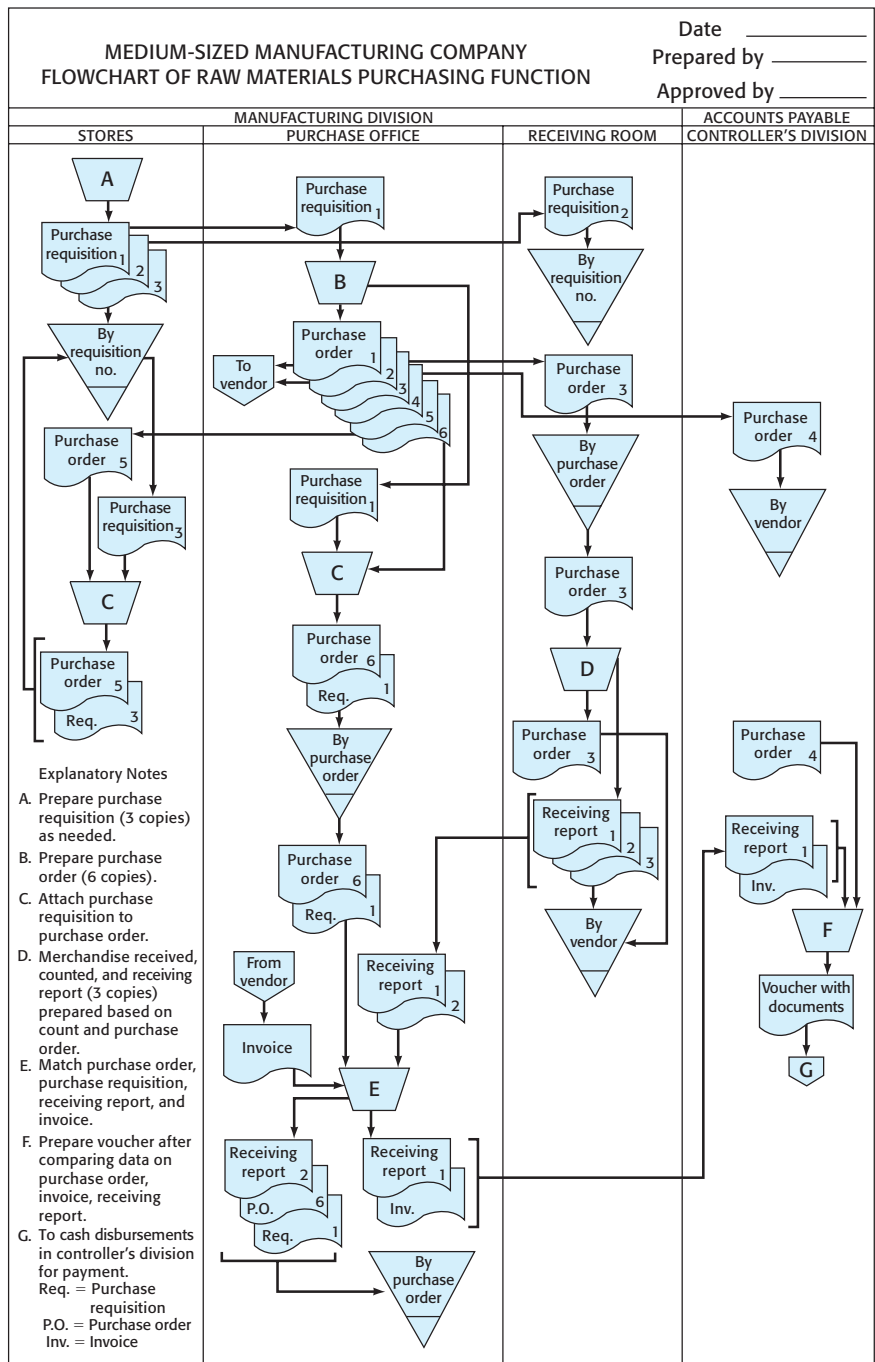 MEDIUM-SIZED MANUFACTURING COMPANY
FLOWCHART OF RAW MATERIALS PURCHASING FUNCTION
Date
Prepared by
Approved by
MANUFACTURING DIVISION
ACCOUNTS PAYABLE
STORES
PURCHASE OFFICE
RECEIVING ROOM
CONTROLLER'S DIVISION
A
Purchase
requisition 1
2
3
By
requisition
no.
Purchase
order 5
Purchase
requisition 3
C
Purchase
order 5
Req. 3
Explanatory Notes
A. Prepare purchase
requisition (3 copies)
as needed.
B. Prepare purchase
order (6 copies).
C. Attach purchase
requisition to
purchase order.
D. Merchandise received,
counted, and receiving
report (3 copies)
prepared based on
count and purchase
order.
E. Match purchase order,
purchase requisition,
receiving report, and
invoice.
F. Prepare voucher after
comparing data on
purchase order,
invoice, receiving
report.
G. To cash disbursements
in controller's division
for payment.
Req. = Purchase
requisition
P.O. = Purchase order
Inv. = Invoice
Purchase
requisition 1
B
Purchase
order 1
2
3
4
5
6
To
vendor
Purchase
requisition 1
C
Purchase
order 6
Req. 1
By
purchase
order
Purchase
order 6
Req. 1
From
vendor
Invoice
Receiving
report 1
2
E
Receiving
report 2
P.O. 6
Req. 1
Receiving
report 1
Inv.
By
purchase
order
Purchase
requisition 2
By
requisition
no.
Purchase
order 3
By
purchase
order
Purchase
order 3
D
Purchase
order 3
Receiving
report 1
2
3
By
vendor
Purchase
order 4
By
vendor
Purchase
order 4
Receiving
report 1
Inv.
F
Voucher with
documents
G